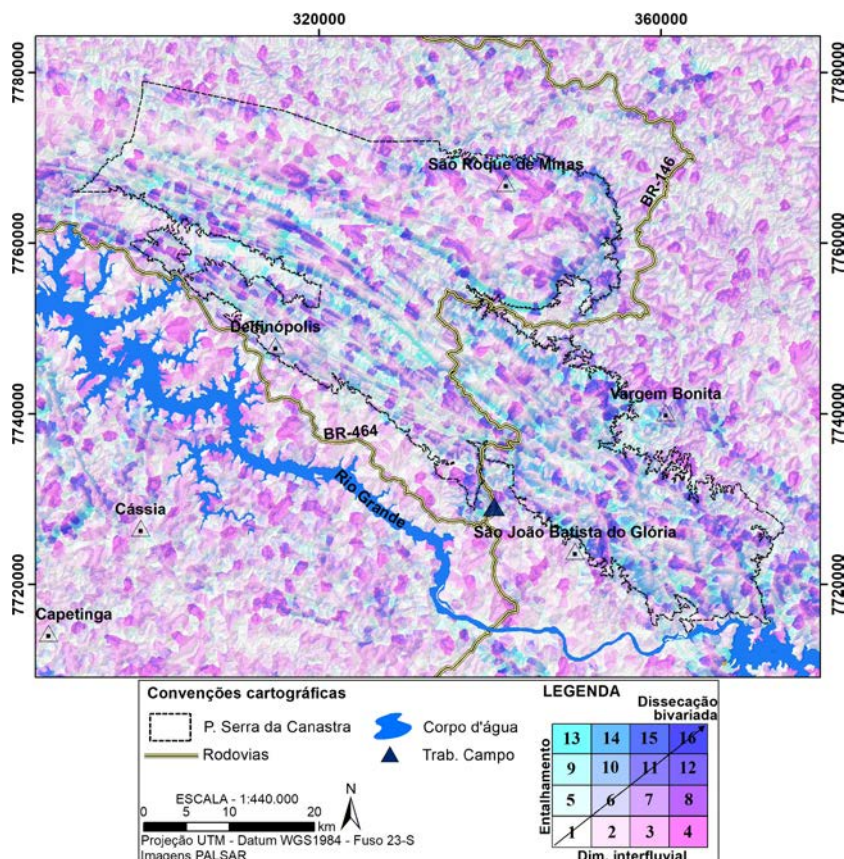 320000 360000
7780000 7780000
São Roque de Minas
BR-146
7760000 7760000
Delfinópolis
Vargem Bonita
7740000 7740000
BR-464
Rio Grande
Cássia
São João Batista do Glória
7720000 7720000
Capetinga
Convenções cartográficas
P. Serra da Canastra
Corpo d'água
Rodovias
Trab. Campo
ESCALA - 1:440.000
0 5 10 20
km
N
Projeção UTM - Datum WGS1984 - Fuso 23-S
Imagens PALSAR
LEGENDA
Dissecação
bivariada
Entalhamento
13 14 15 16
9 10 11 12
5 6 7 8
1 2 3 4
Dim. interfluvial